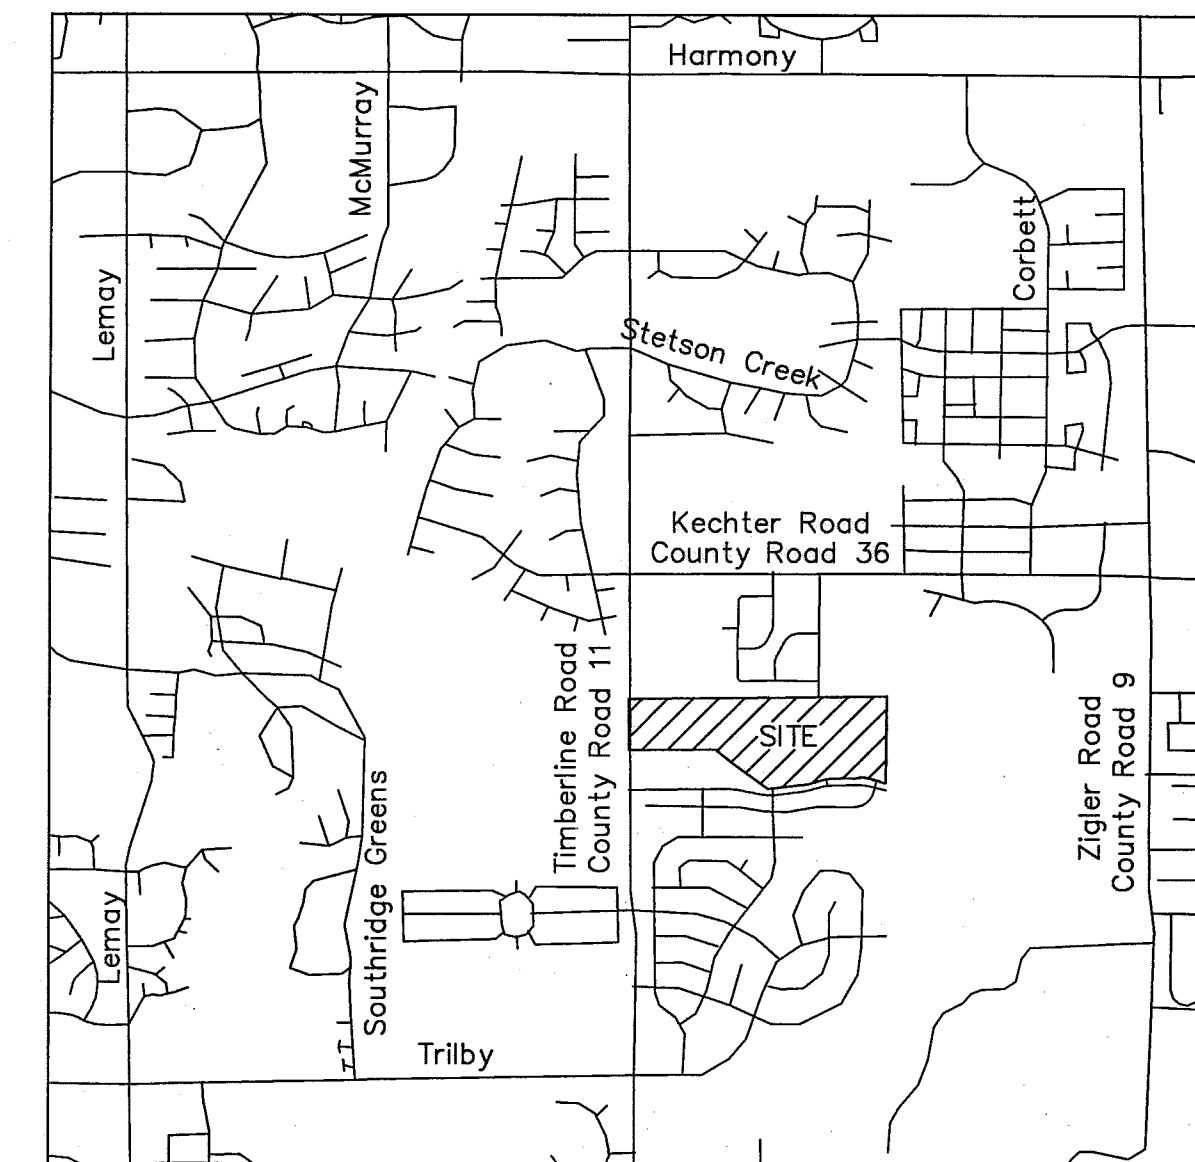 Harmony
McMurray
Corbett
Lemay
Stetson Creek
Kechter Road
County Road 36
Timberline Road
County Road 11
SITE
Zigler Road
County Road 9
Southridge Greens
Lemay
Trilby